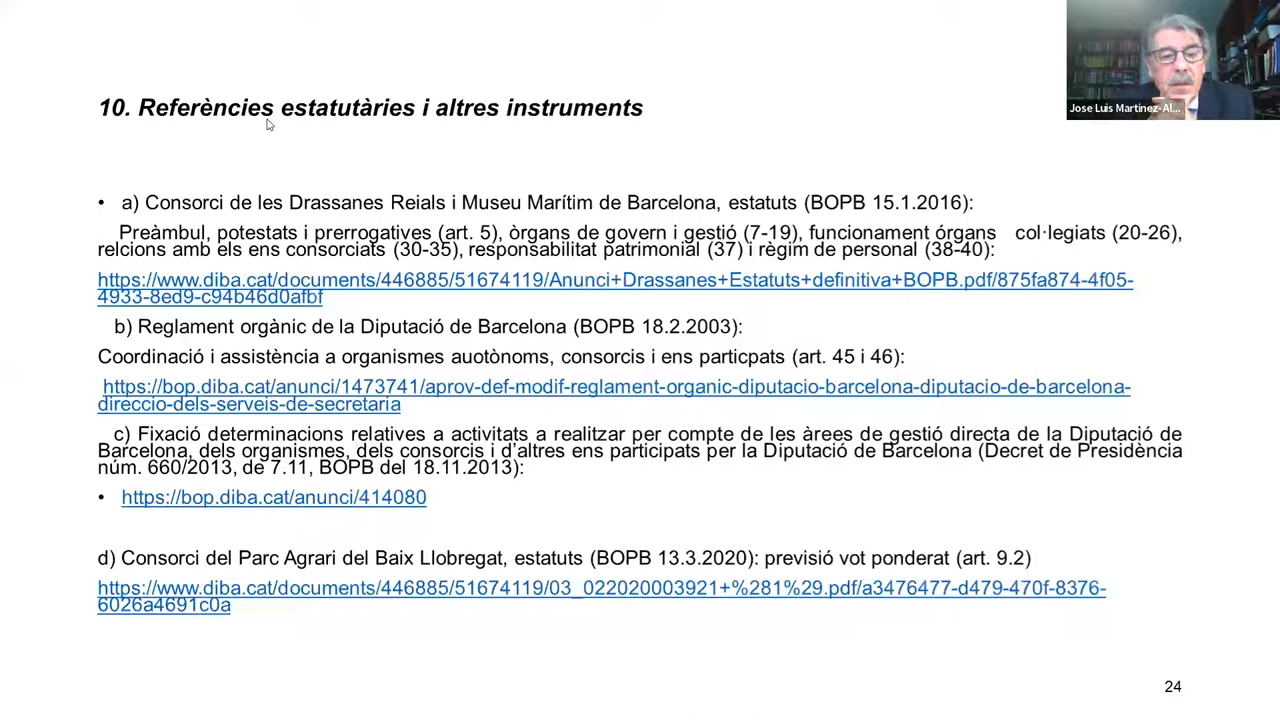 Jose Luis Martinez-Al...
10. Referències estatutàries i altres instruments
• a) Consorci de les Drassanes Reials i Museu Marítim de Barcelona, estatuts (BOPB 15.1.2016):
Preàmbul, potestats i prerrogatives (art. 5), òrgans de govern i gestió (7-19), funcionament órgans col·legiats (20-26),
relcions amb els ens consorciats (30-35), responsabilitat patrimonial (37) i règim de personal (38-40):
https://www.diba.cat/documents/446885/51674119/Anunci+Drassanes+Estatuts+definitiva+BOPB.pdf/875fa874-4f05-
4933-8ed9-c94b46d0afbf
b) Reglament orgànic de la Diputació de Barcelona (BOPB 18.2.2003):
Coordinació i assistència a organismes auotònoms, consorcis i ens particpats (art. 45 i 46):
https://bop.diba.cat/anunci/1473741/aprov-def-modif-reglament-organic-diputacio-barcelona-diputacio-de-barcelona-
direccio-dels-serveis-de-secretaria
c) Fixació determinacions relatives a activitats a realitzar per compte de les àrees de gestió directa de la Diputació de
Barcelona, dels organismes, dels consorcis i d'altres ens participats per la Diputació de Barcelona (Decret de Presidència
núm. 660/2013, de 7.11, BOPB del 18.11.2013):
• https://bop.diba.cat/anunci/414080
d) Consorci del Parc Agrari del Baix Llobregat, estatuts (BOPB 13.3.2020): previsió vot ponderat (art. 9.2)
https://www.diba.cat/documents/446885/51674119/03_022020003921+%281%29.pdf/a3476477-d479-470f-8376-
6026a4691c0a
24